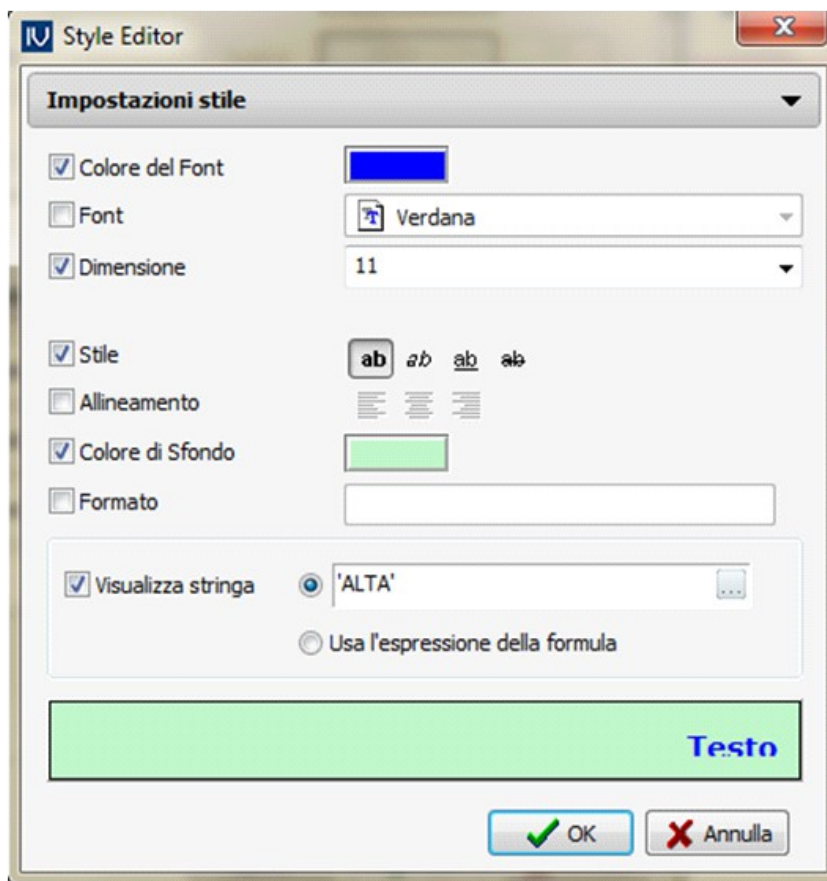 IV Style Editor
Impostazioni stile
Colore del Font
Font Verdana
Dimensione 11
Stile ab ab ab ab
Allineamento
Colore di Sfondo
Formato
Visualizza stringa 'ALTA' ...
Usa l'espressione della formula
Testo
OK Annulla